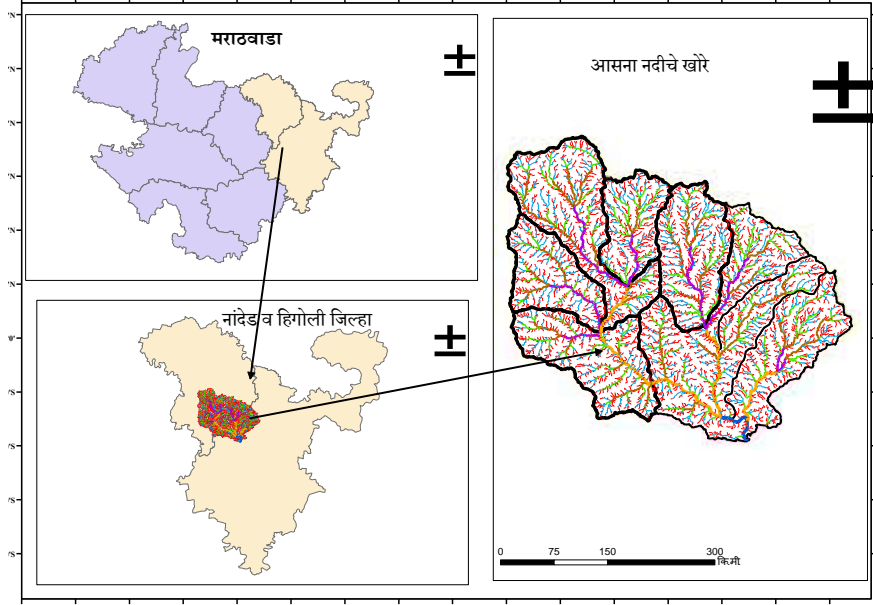 मराठवाडा
आसना नदीचे खोरे
नांदेड व हिगोली जिल्हा
0 75 150 300
कि.मी